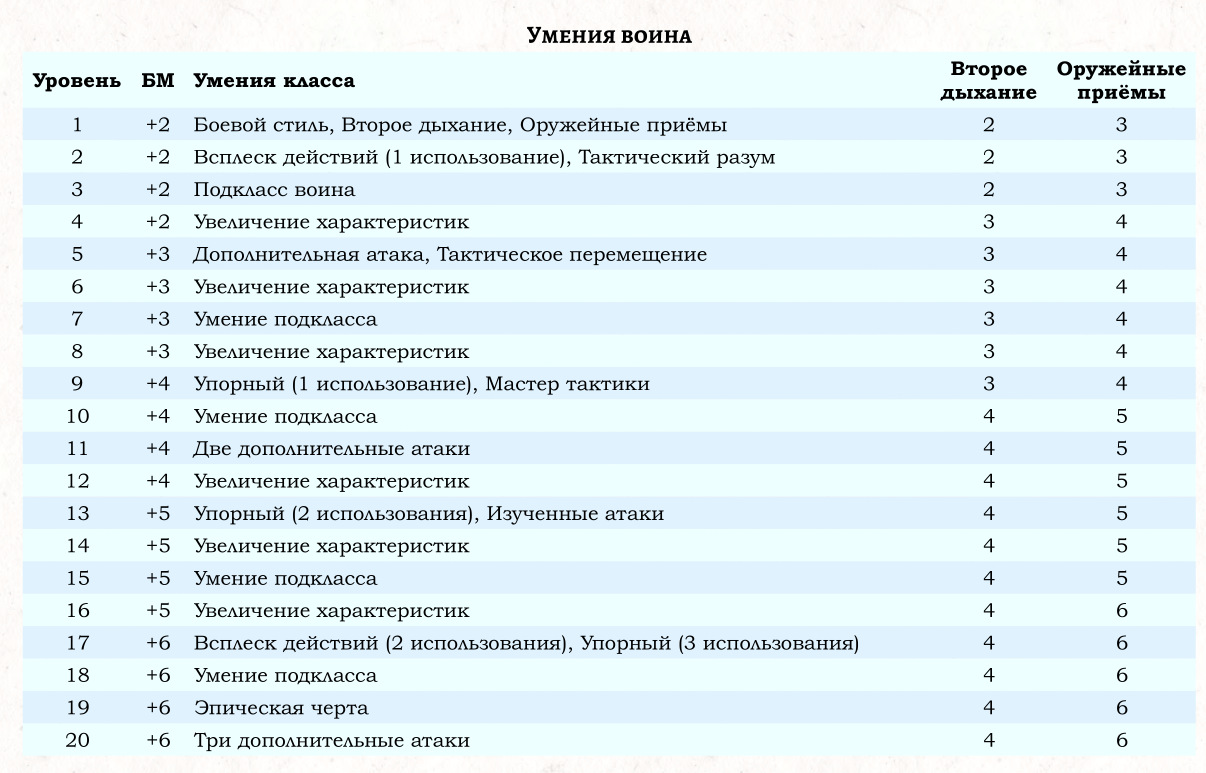 Умения воина
Уровень БМ Умения класса Второе дыхание Оружейные приёмы
1 +2 Боевой стиль, Второе дыхание, Оружейные приёмы 2 3
2 +2 Всплеск действий (1 использование), Тактический разум 2 3
3 +2 Подкласс воина 2 3
4 +2 Увеличение характеристик 3 4
5 +3 Дополнительная атака, Тактическое перемещение 3 4
6 +3 Увеличение характеристик 3 4
7 +3 Умение подкласса 3 4
8 +3 Увеличение характеристик 3 4
9 +4 Упорный (1 использование), Мастер тактики 3 4
10 +4 Умение подкласса 4 5
11 +4 Две дополнительные атаки 4 5
12 +4 Увеличение характеристик 4 5
13 +5 Упорный (2 использования), Изученные атаки 4 5
14 +5 Увеличение характеристик 4 5
15 +5 Умение подкласса 4 5
16 +5 Увеличение характеристик 4 6
17 +6 Всплеск действий (2 использования), Упорный (3 использования) 4 6
18 +6 Умение подкласса 4 6
19 +6 Эпическая черта 4 6
20 +6 Три дополнительные атаки 4 6